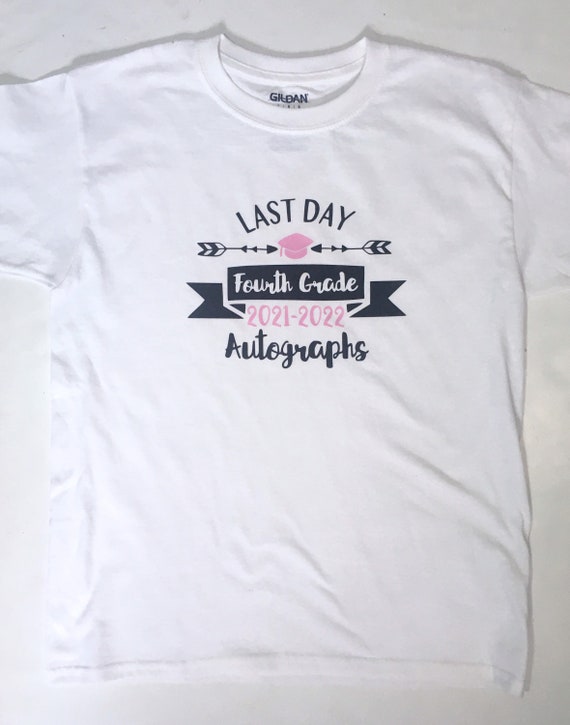 GILDAN
LAST DAY
Fourth Grade
2021-2022
Autographs